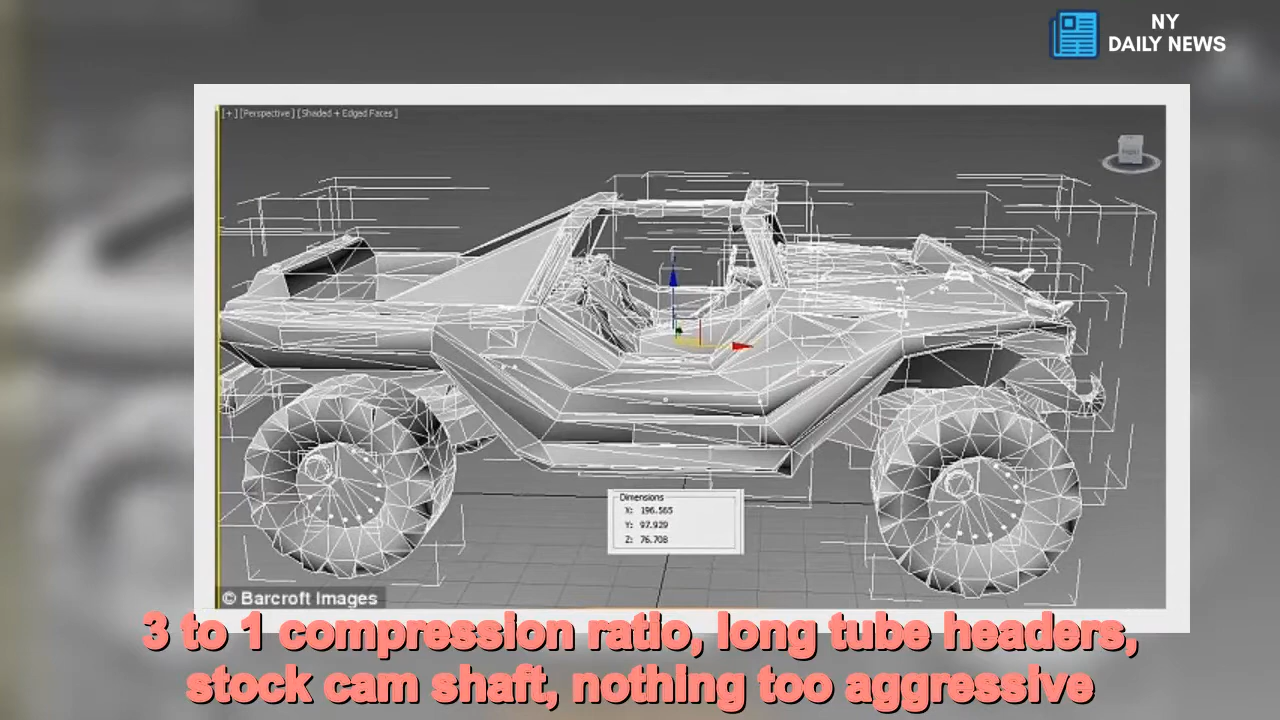 NY
DAILY NEWS
[+] [Perspective] [Shaded + Edged Faces]
Dimensions
X: 196.565
Y: 97.929
Z: 76.708
© Barcroft Images
3 to 1 compression ratio, long tube headers,
stock cam shaft, nothing too aggressive